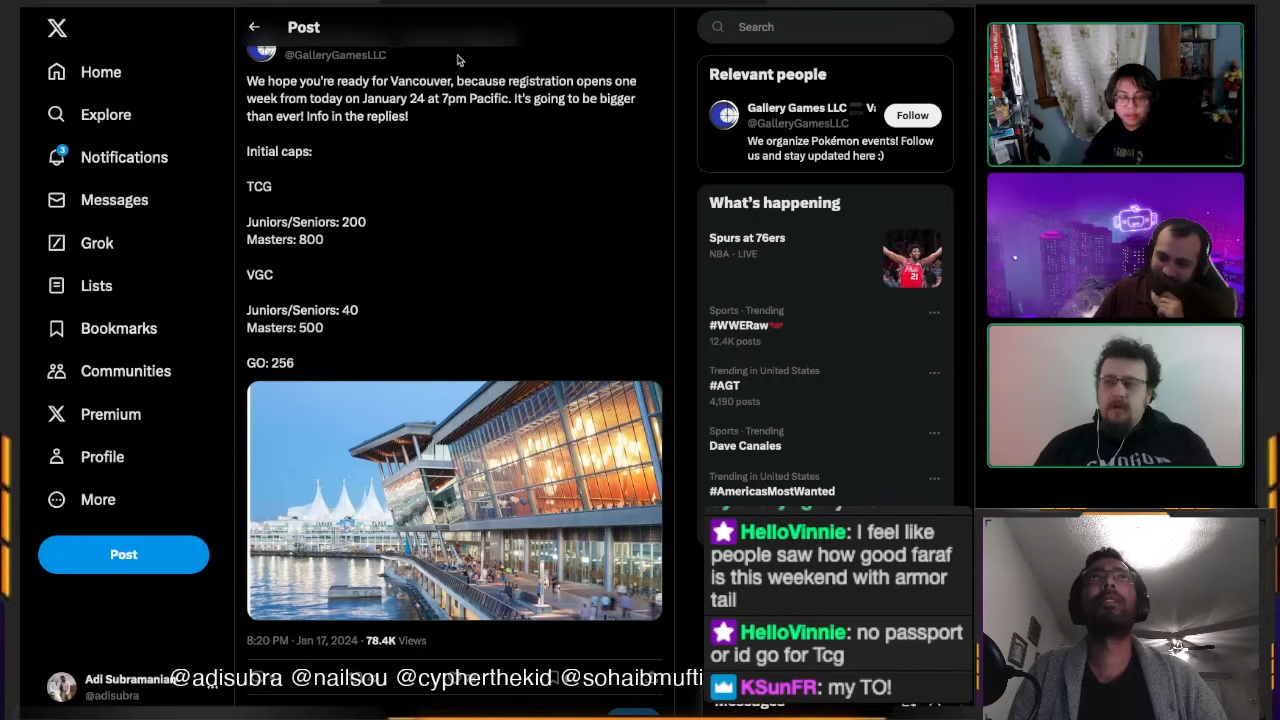 Post
@GalleryGamesLLC
We hope you're ready for Vancouver, because registration opens one
week from today on January 24 at 7pm Pacific. It's going to be bigger
than ever! Info in the replies!
Initial caps:
TCG
Juniors/Seniors: 200
Masters: 800
VGC
Juniors/Seniors: 40
Masters: 500
GO: 256
CANADA PLACE
8:20 PM · Jan 17, 2024 · 78.4K Views
Home
Explore
3
Notifications
Messages
Grok
Lists
Bookmarks
Communities
Premium
Profile
More
Post
Adi Subramanian
@adisubra
@adisubra @nailsou @cypherthekid @sohaibmufti
Search
Relevant people
Gallery Games LLC
@GalleryGamesLLC
Follow
We organize Pokémon events! Follow
us and stay updated here :)
What's happening
Spurs at 76ers
NBA · LIVE
21
Sports · Trending
#WWERaw
12.4K posts
Trending in United States
#AGT
4,190 posts
Sports · Trending
Dave Canales
Trending in United States
#AmericasMostWanted
HelloVinnie: I feel like
people saw how good faraf
is this weekend with armor
tail
HelloVinnie: no passport
or id go for Tcg
KSunFR: my TO!
Messages
SMOGON